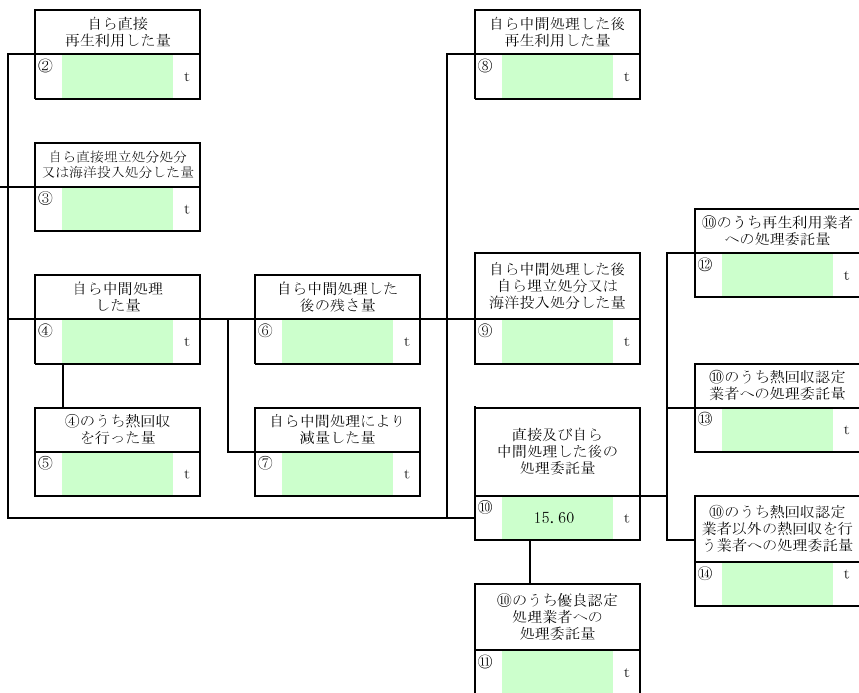 自ら直接
再生利用した量
②
t
自ら中間処理した後
再生利用した量
⑧
t
自ら直接埋立処分処分
又は海洋投入処分した量
③
t
⑩のうち再生利用業者
への処理委託量
⑫
t
自ら中間処理
した量
④
t
自ら中間処理した
後の残さ量
⑥
t
自ら中間処理した後
自ら埋立処分又は
海洋投入処分した量
⑨
t
⑩のうち熱回収認定
業者への処理委託量
⑬
t
④のうち熱回収
を行った量
⑤
t
自ら中間処理により
減量した量
⑦
t
直接及び自ら
中間処理した後の
処理委託量
⑩ 15.60 t
⑩のうち熱回収認定
業者以外の熱回収を行
う業者への処理委託量
⑭
t
⑩のうち優良認定
処理業者への
処理委託量
⑪
t